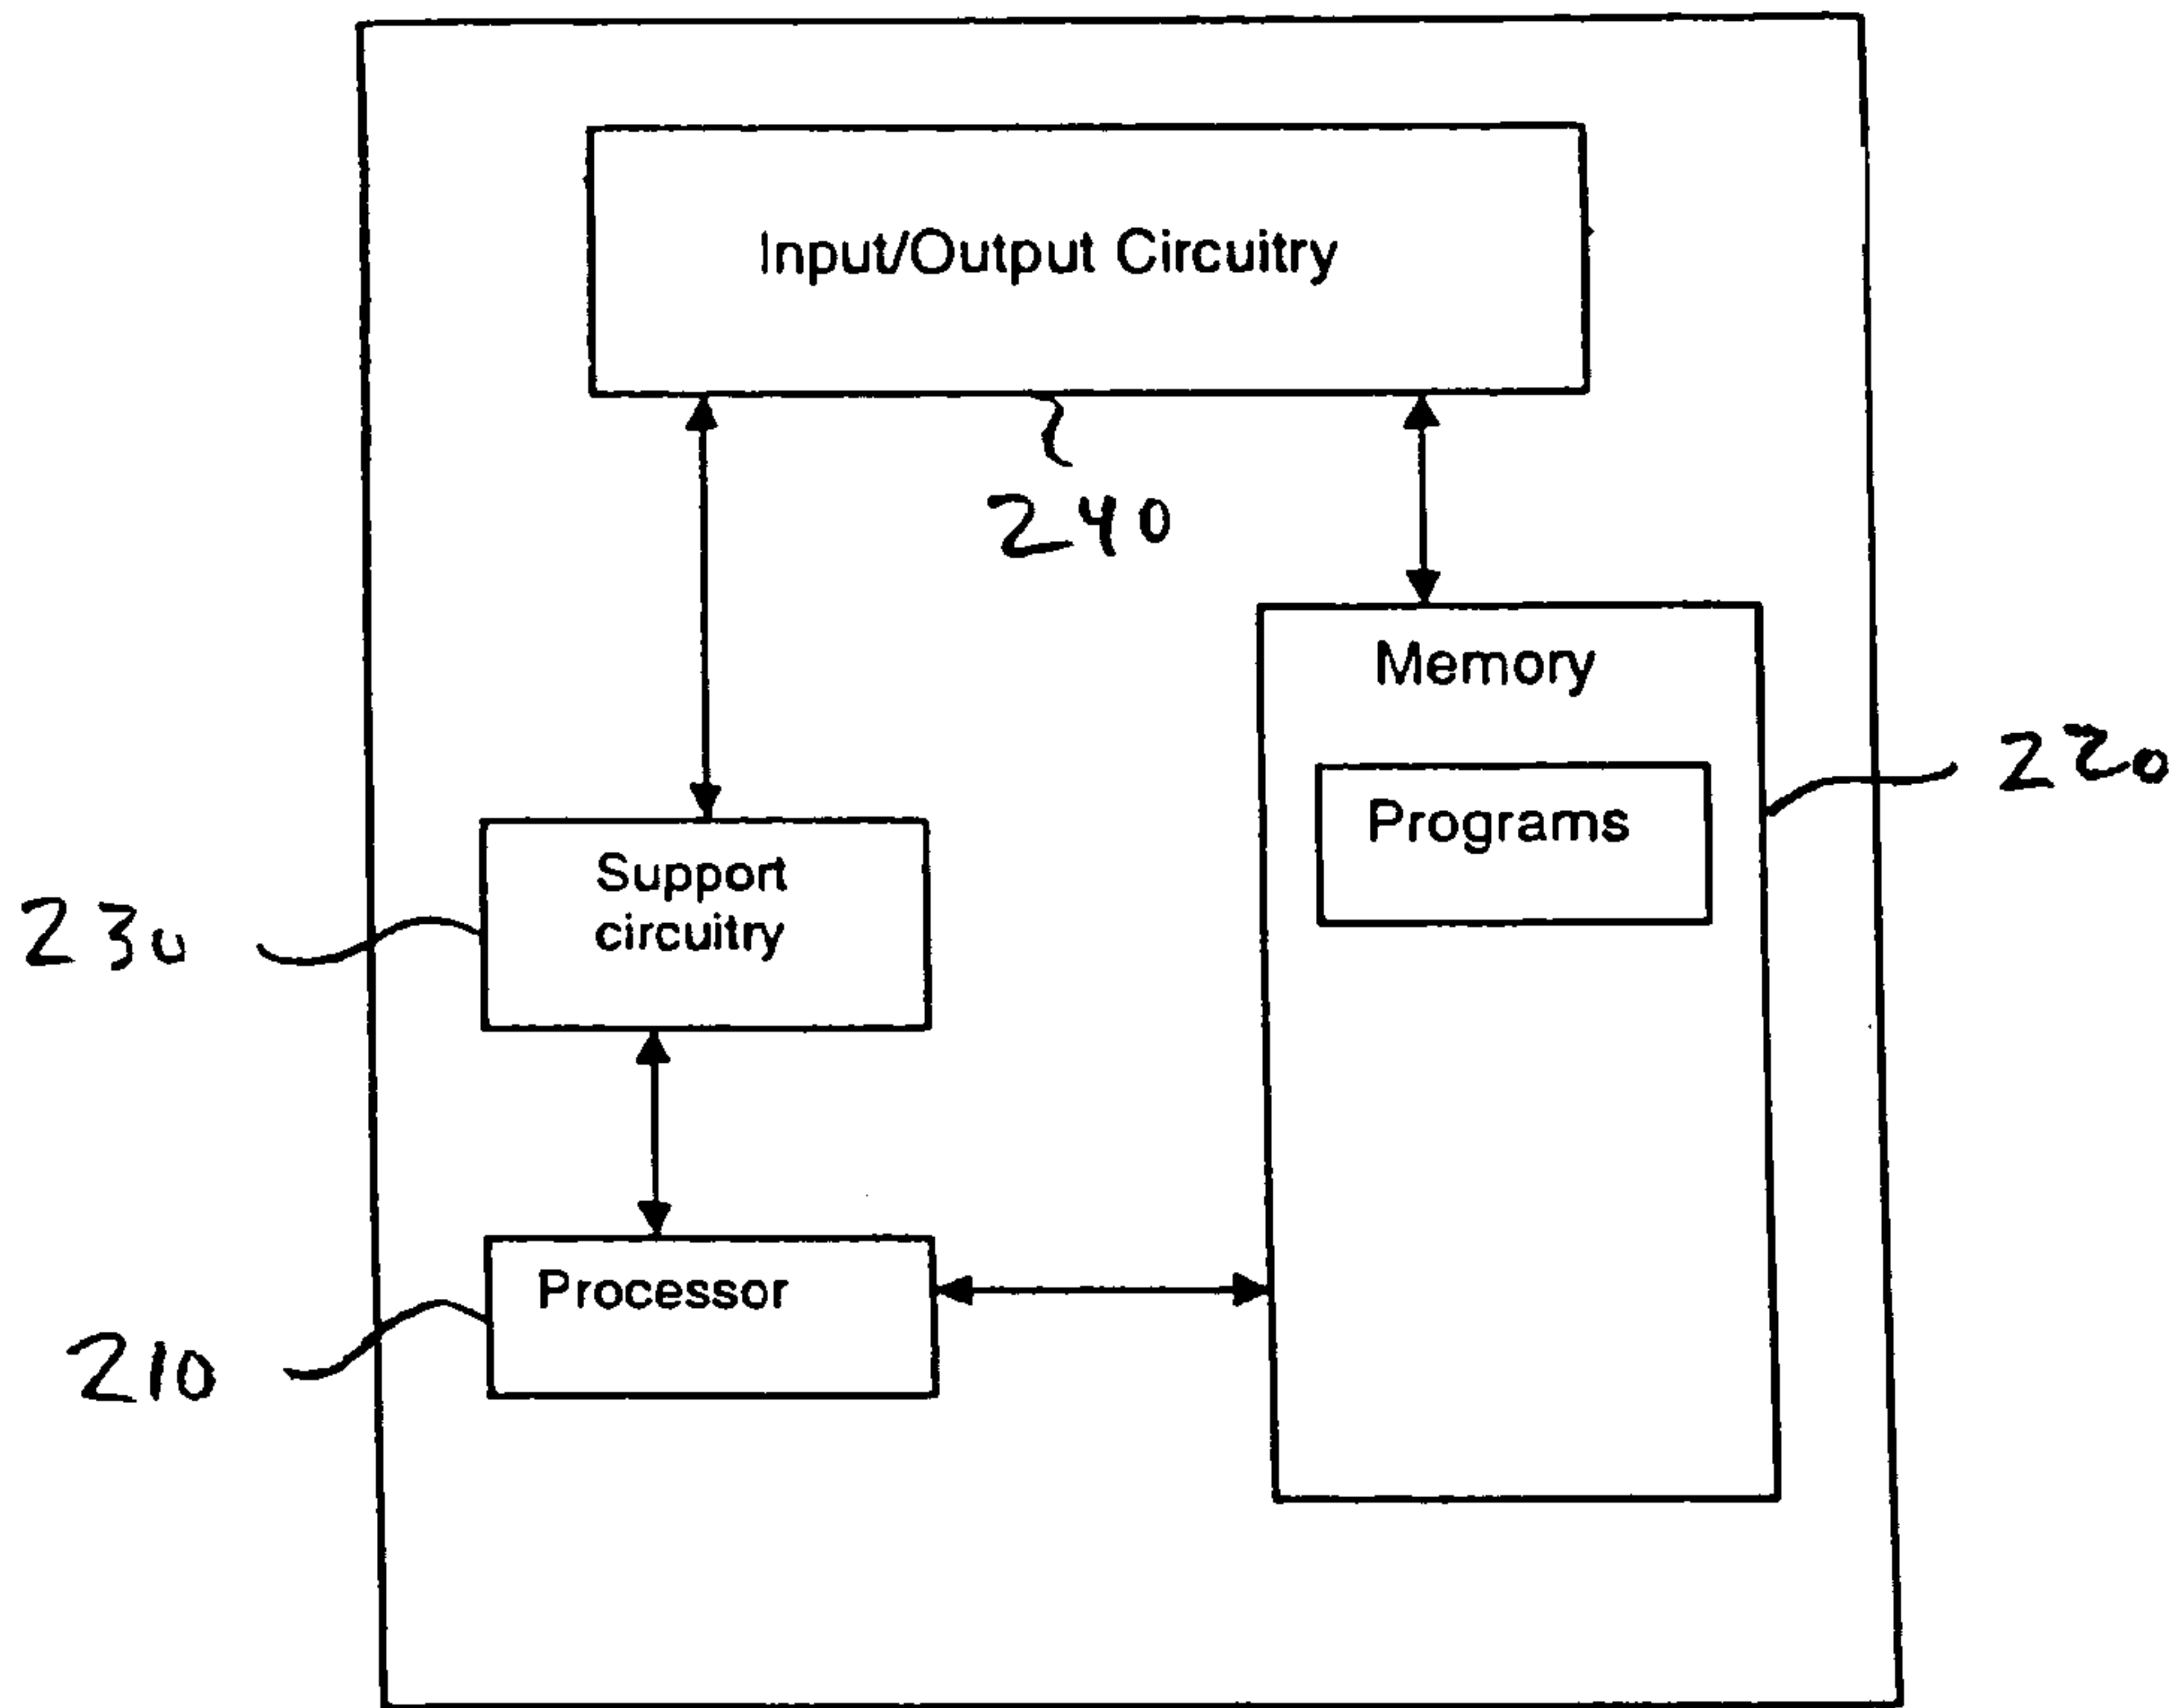 Input/Output Circuitry
240
Memory
220
Programs
Support
circuitry
230
Processor
210